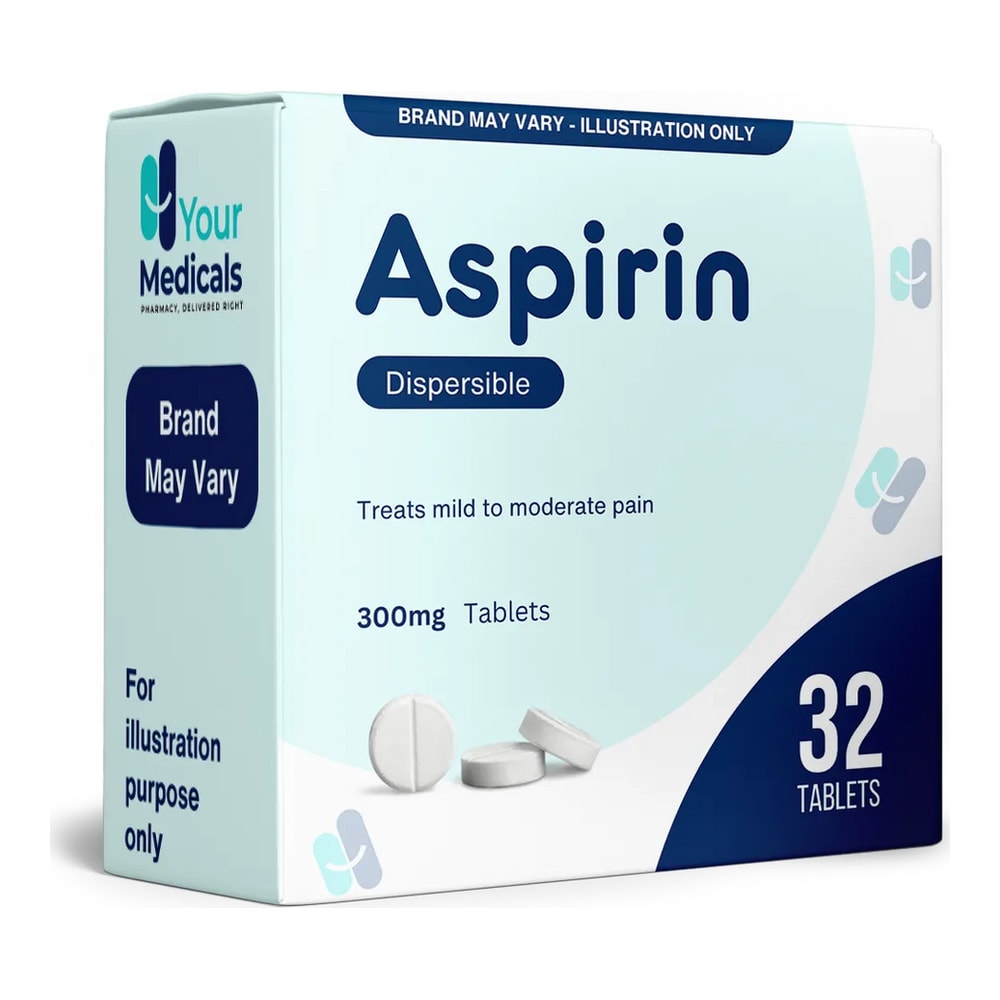 Your
Medicals
PHARMACY, DELIVERED RIGHT
Brand
May Vary
For
illustration
purpose
only
BRAND MAY VARY - ILLUSTRATION ONLY
Aspirin
Dispersible
Treats mild to moderate pain
300mg Tablets
32
TABLETS